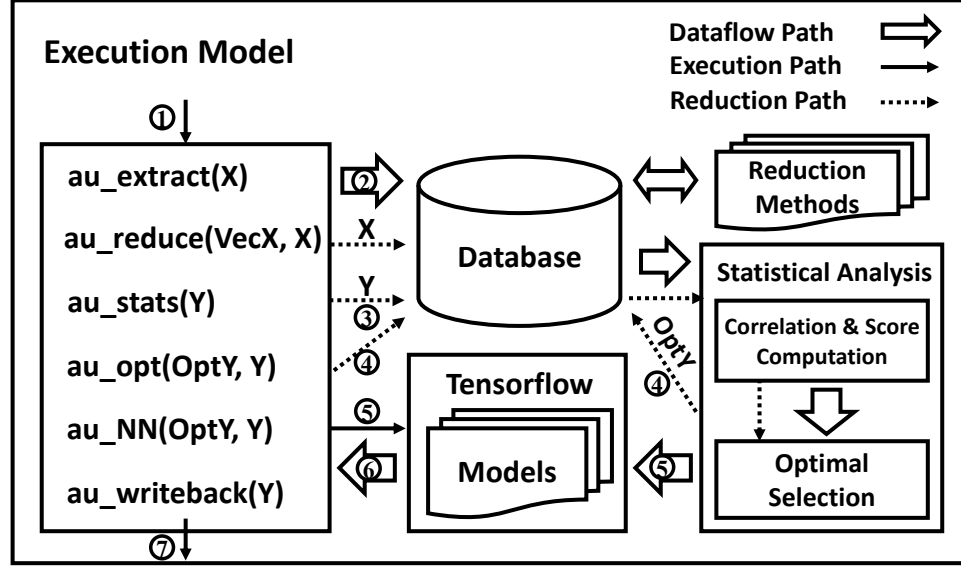 Execution Model
Dataflow Path
Execution Path
Reduction Path
①
au_extract(X)
②
au_reduce(VecX, X)
X
au_stats(Y)
Y
③
au_opt(OptY, Y)
④
au_NN(OptY, Y)
⑤
au_writeback(Y)
⑥
⑦
Database
Reduction
Methods
Statistical Analysis
Correlation & Score
Computation
OptY
④
Tensorflow
Models
⑤
Optimal
Selection